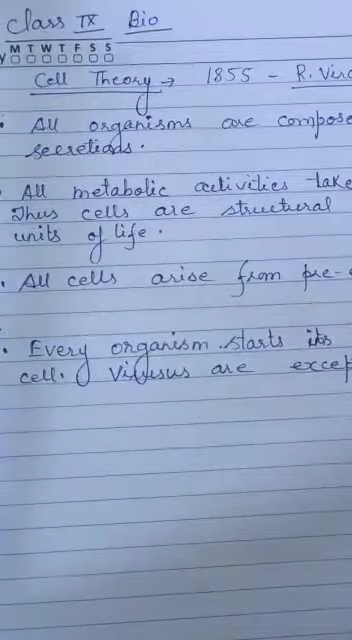 Class IX Bio
M T W T F S S
Cell Theory → 1855 - R. Virc
• All organisms are compose
secretions.
• All metabolic activities take
Thus cells are structural
units of life.
• All cells arise from pre-
• Every organism starts its
cell. Virusus are excep